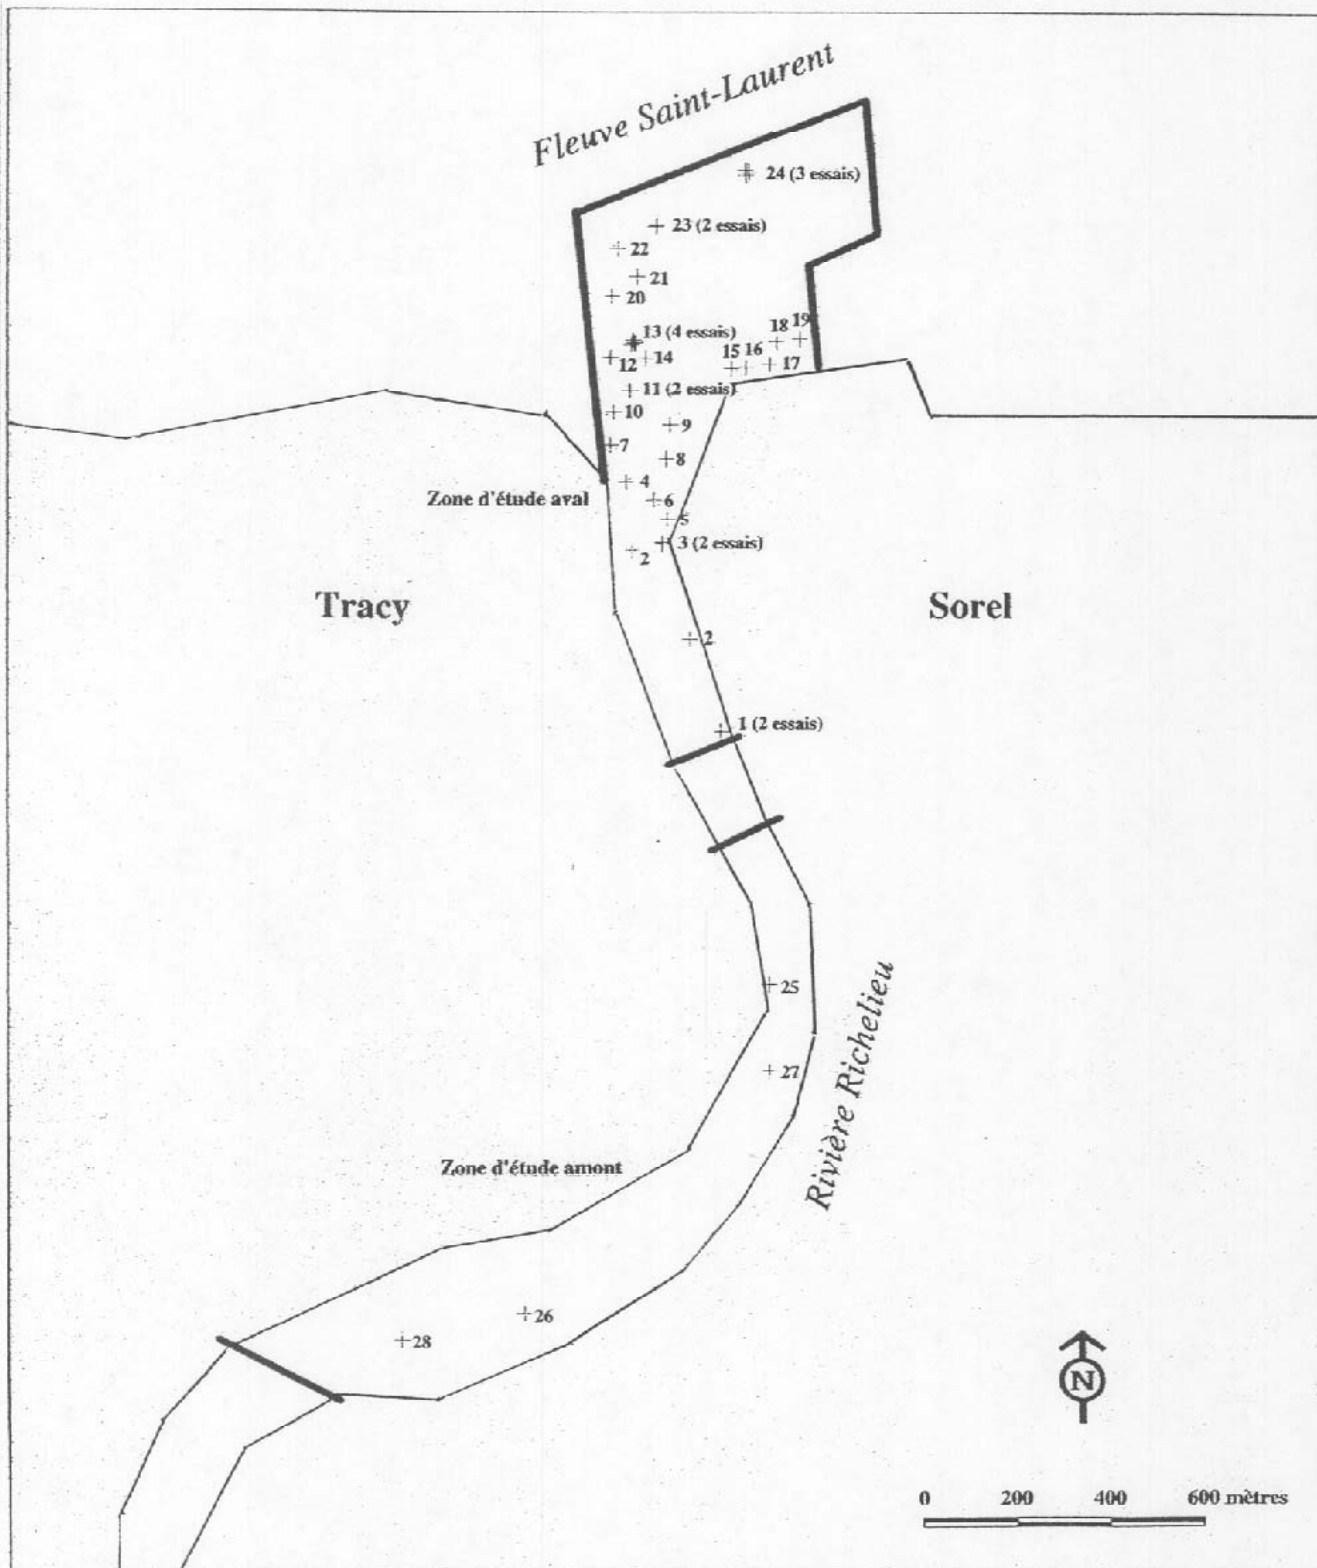 Fleuve Saint-Laurent
24 (3 essais)
23 (2 essais)
22
21
20
13 (4 essais)
18 19
15 16
12 14
17
11 (2 essais)
10
9
7
8
4
Zone d'étude aval
6
5
3 (2 essais)
2
Tracy
Sorel
2
1 (2 essais)
25
Rivière Richelieu
27
Zone d'étude amont
26
28
N
0 200 400 600 mètres